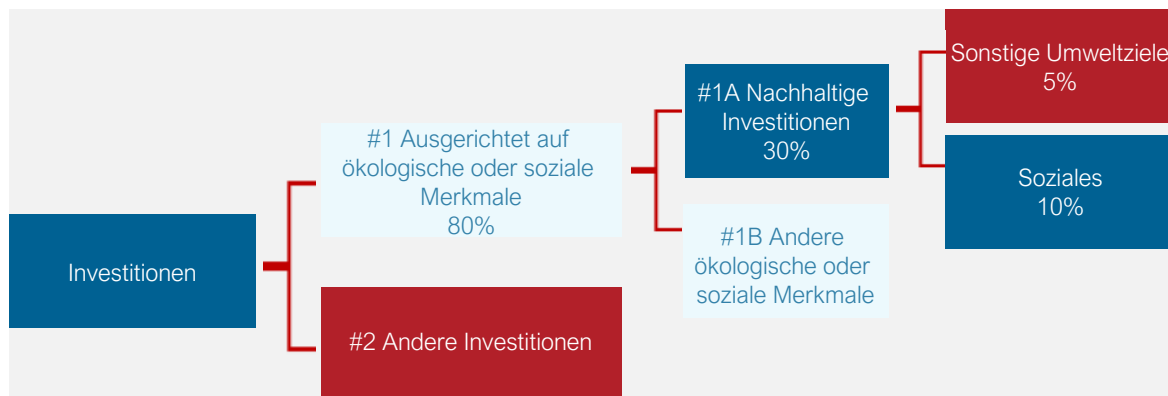 Investitionen
#1 Ausgerichtet auf
ökologische oder soziale
Merkmale
80%
#2 Andere Investitionen
#1A Nachhaltige
Investitionen
30%
#1B Andere
ökologische oder
soziale Merkmale
Sonstige Umweltziele
5%
Soziales
10%